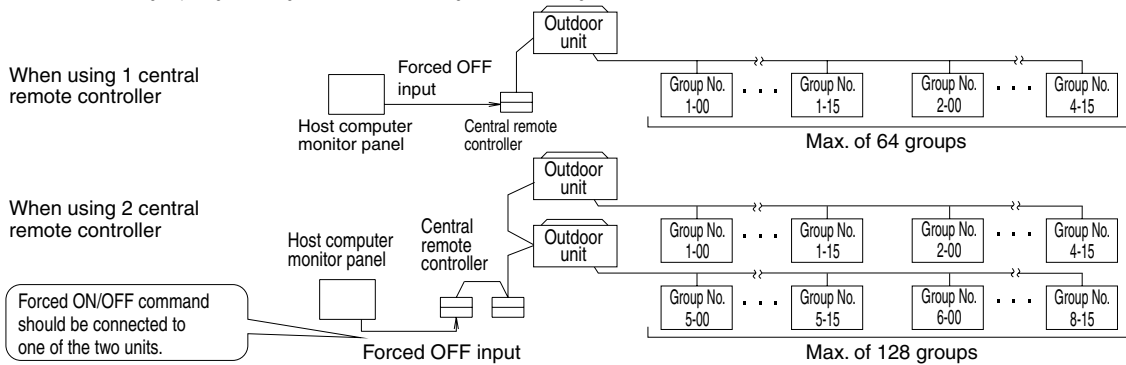 Outdoor
unit
When using 1 central
remote controller
Forced OFF
input
Host computer
monitor panel
Central remote
controller
Group No.
1-00
Group No.
1-15
Group No.
2-00
Group No.
4-15
Max. of 64 groups
Outdoor
unit
When using 2 central
remote controller
Host computer
monitor panel
Central
remote
controller
Outdoor
unit
Group No.
1-00
Group No.
1-15
Group No.
2-00
Group No.
4-15
Group No.
5-00
Group No.
5-15
Group No.
6-00
Group No.
8-15
Forced ON/OFF command
should be connected to
one of the two units.
Forced OFF input
Max. of 128 groups